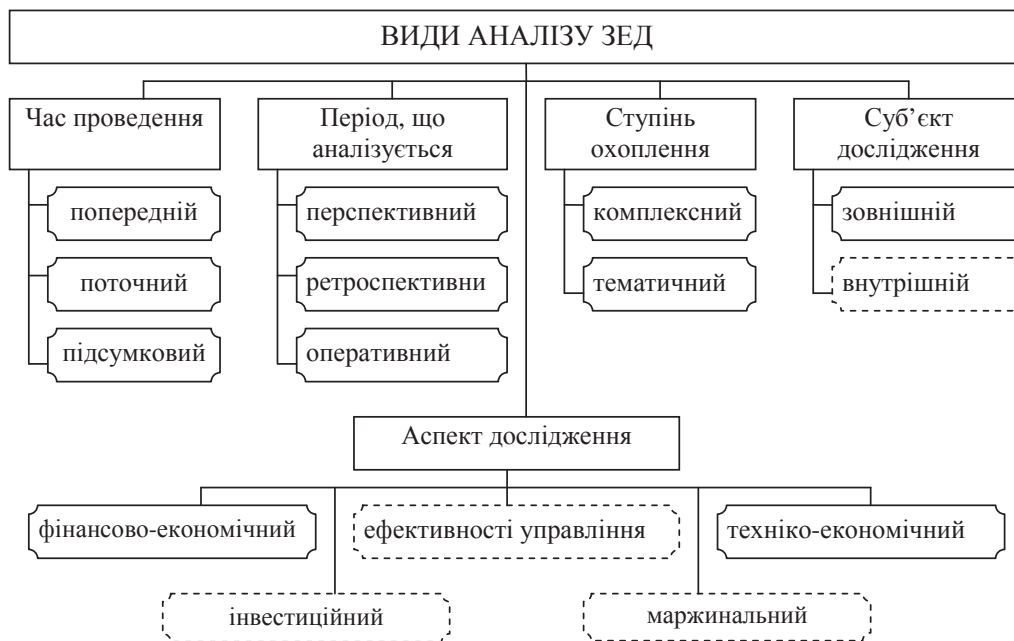 ВИДИ АНАЛІЗУ ЗЕД
Час проведення
Період, що
аналізується
Ступінь
охоплення
Суб’єкт
дослідження
попередній
перспективний
комплексний
зовнішній
поточний
ретроспективни
тематичний
внутрішній
підсумковий
оперативний
Аспект дослідження
фінансово-економічний
ефективності управління
техніко-економічний
інвестиційний
маржинальний